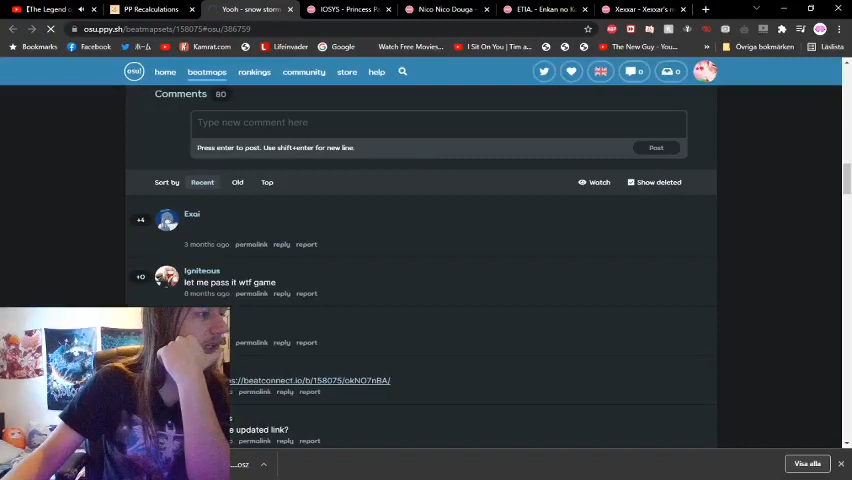 [The Legend o
PP Recalculations
Yooh - snow storm
IOSYS - Princess P
Nico Nico Douga -
ETIA. - Enkan no K
Xexxar - Xexxar's m
osu.ppy.sh/beatmapsets/158075#osu/386759
Bookmarks
Facebook
Twitter
Kamrat.com
Lifeinvader
Google
Watch Free Movies...
I Sit On You | Tim a...
The New Guy - You...
Övriga bokmärken
Läslista
osu!
home
beatmaps
rankings
community
store
help
0
0
Comments 80
Type new comment here
Press enter to post. Use shift+enter for new line.
Post
Sort by
Recent
Old
Top
Watch
Show deleted
+4
Exai
3 months ago permalink reply report
+0
Igniteous
let me pass it wtf game
8 months ago permalink reply report
permalink reply report
s://beatconnect.io/b/158075/okNO7nBA/
permalink reply report
e updated link?
permalink reply report
....osz
Visa alla